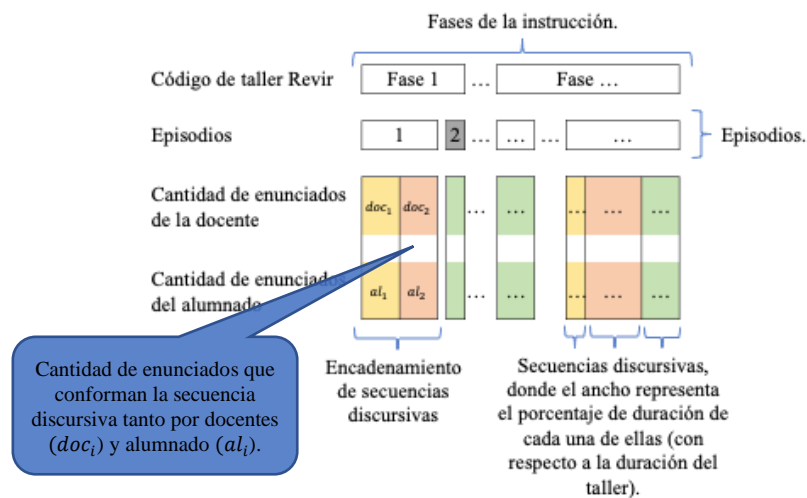 Fases de la instrucción.
Código de taller Revir
Fase 1
...
Fase ...
Episodios
1
2
...
...
...
...
Episodios.
Cantidad de enunciados
de la docente
doc₁
doc₂
...
...
...
...
...
Cantidad de enunciados
del alumnado
al₁
al₂
...
...
...
...
...
Cantidad de enunciados que
conforman la secuencia
discursiva tanto por docentes
(docᵢ) y alumnado (alᵢ).
Encadenamiento
de secuencias
discursivas
Secuencias discursivas,
donde el ancho representa
el porcentaje de duración de
cada una de ellas (con
respecto a la duración del
taller).